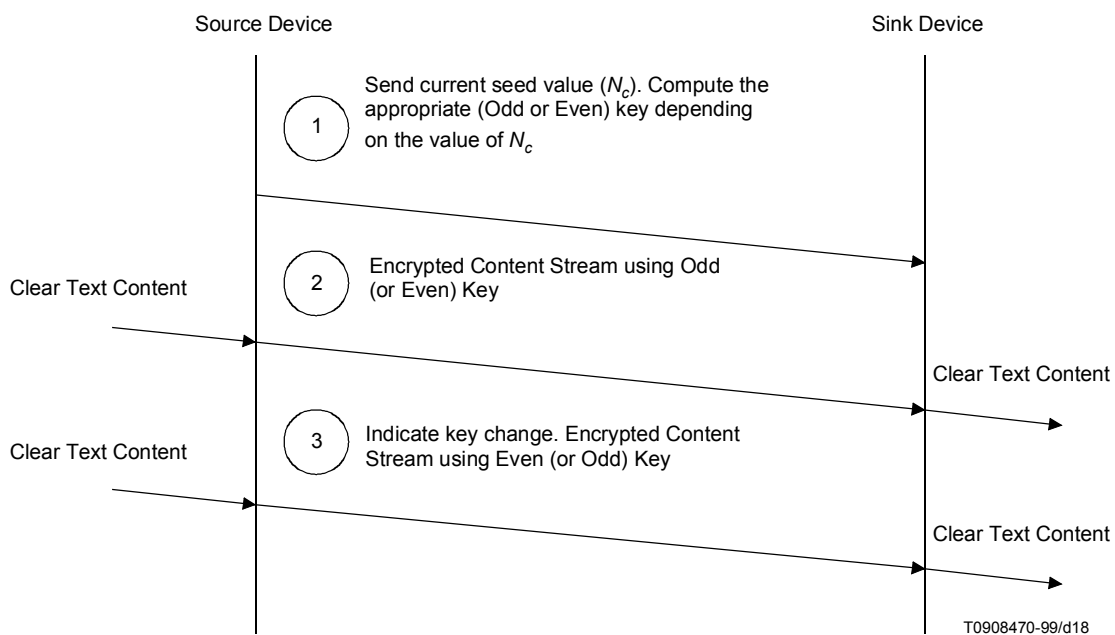 Source Device
Sink Device
Send current seed value (N_c). Compute the
appropriate (Odd or Even) key depending
on the value of N_c
1
Encrypted Content Stream using Odd
(or Even) Key
2
Clear Text Content
Clear Text Content
Indicate key change. Encrypted Content
Stream using Even (or Odd) Key
3
Clear Text Content
Clear Text Content
T0908470-99/d18